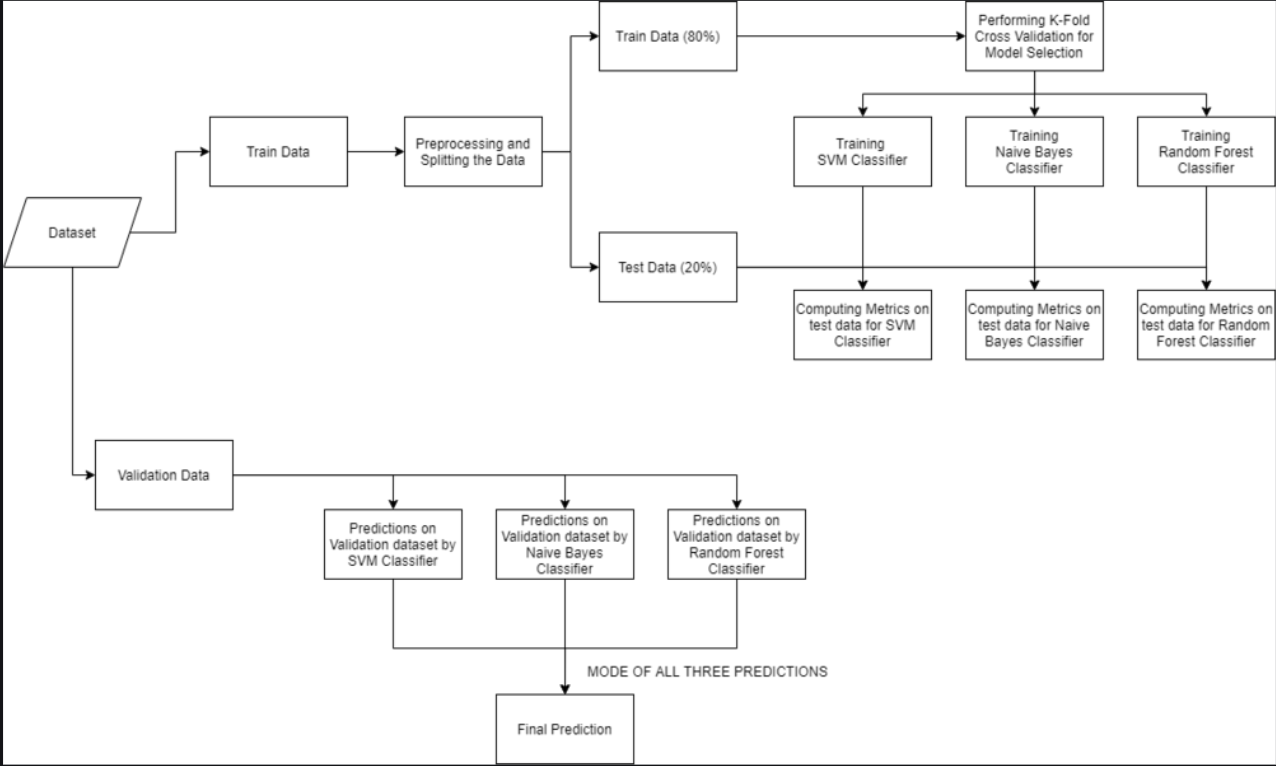 Train Data (80%)
Performing K-Fold
Cross Validation for
Model Selection
Train Data
Preprocessing and
Splitting the Data
Training
SVM Classifier
Training
Naive Bayes
Classifier
Training
Random Forest
Classifier
Dataset
Test Data (20%)
Computing Metrics on
test data for SVM
Classifier
Computing Metrics on
test data for Naive
Bayes Classifier
Computing Metrics on
test data for Random
Forest Classifier
Validation Data
Predictions on
Validation dataset by
SVM Classifier
Predictions on
Validation dataset by
Naive Bayes
Classifier
Predictions on
Validation dataset by
Random Forest
Classifier
MODE OF ALL THREE PREDICTIONS
Final Prediction